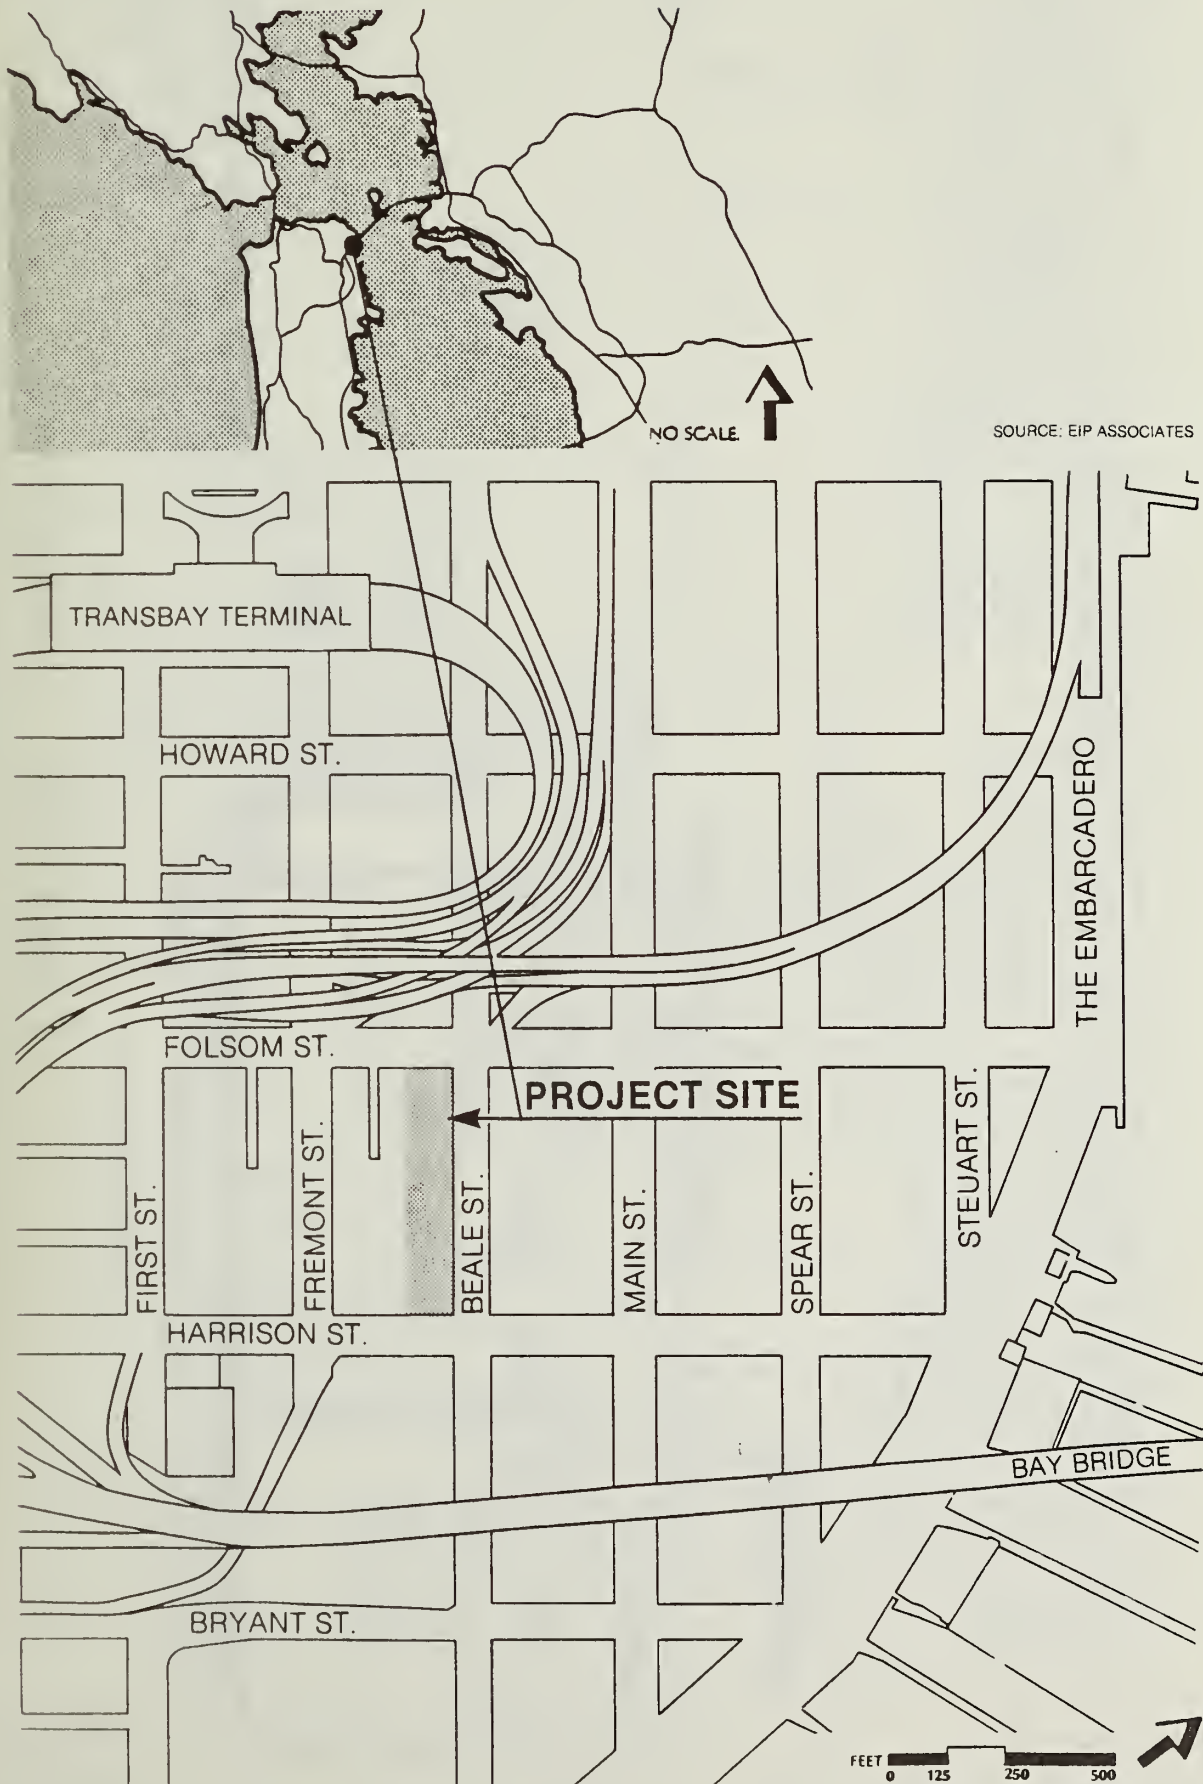 NO SCALE
SOURCE: EIP ASSOCIATES
TRANSBAY TERMINAL
HOWARD ST.
THE EMBARCADERO
FOLSOM ST.
PROJECT SITE
FIRST ST.
FREMONT ST.
BEALE ST.
MAIN ST.
SPEAR ST.
STEUART ST.
HARRISON ST.
BAY BRIDGE
BRYANT ST.
FEET
0 125 250 500